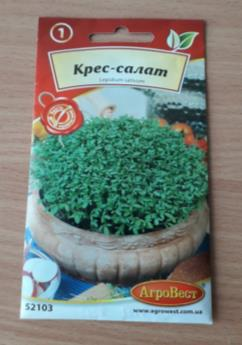 1
Крес-салат
Lepidium sativum
52103
АгроВест
www.agrowest.com.ua